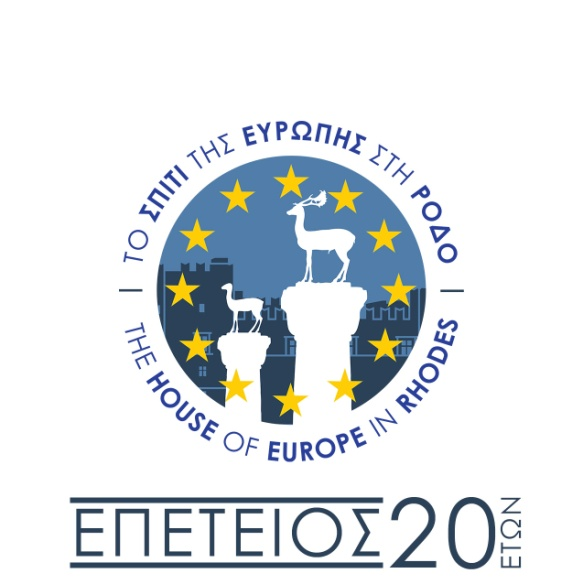 ΤΟ ΣΠΙΤΙ ΤΗΣ ΕΥΡΩΠΗΣ ΣΤΗ ΡΟΔΟ
THE HOUSE OF EUROPE IN RHODES
ΕΠΕΤΕΙΟΣ 20 ΕΤΩΝ